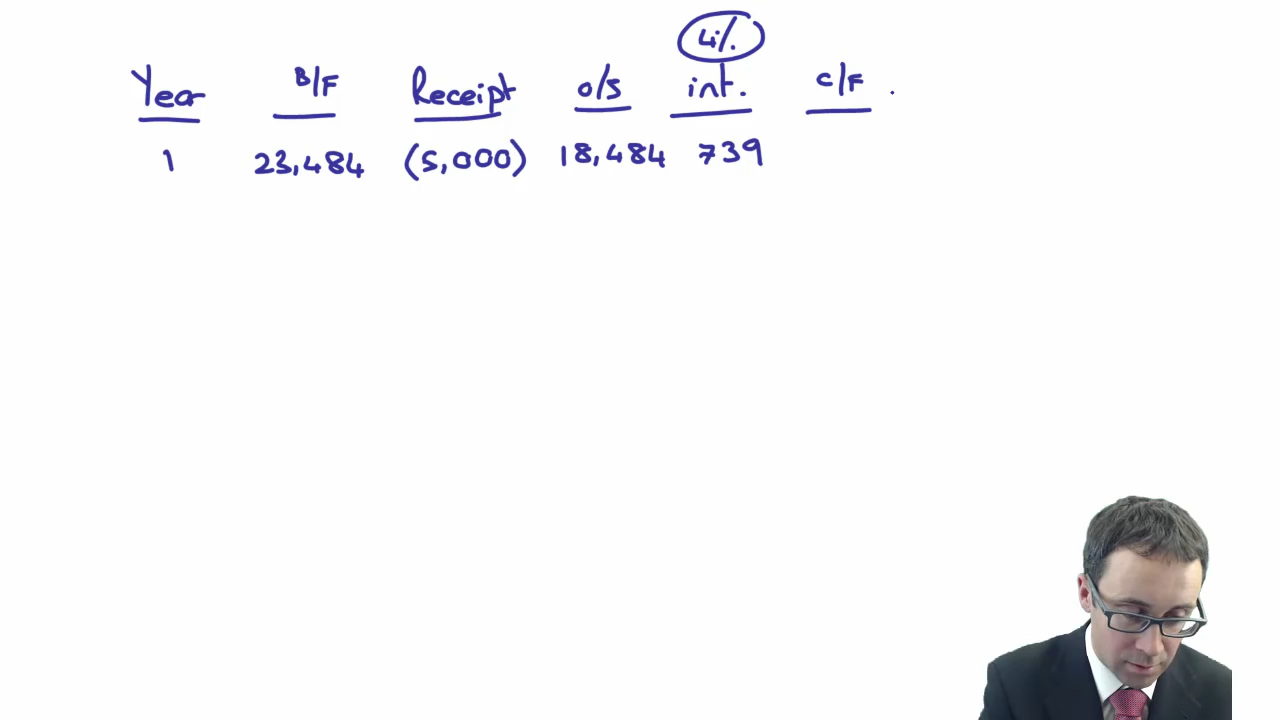 4%
Year B/F Receipt o/s int. C/F
1 23,484 (5,000) 18,484 739